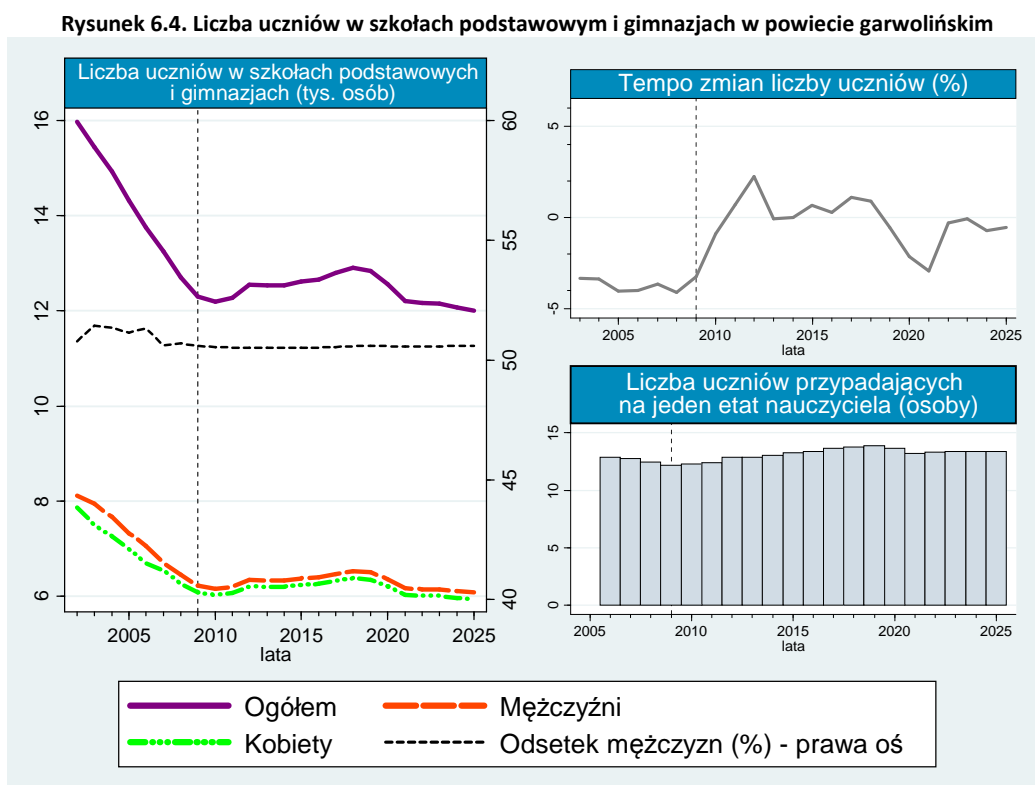 Rysunek 6.4. Liczba uczniów w szkołach podstawowym i gimnazjach w powiecie garwolińskim
Liczba uczniów w szkołach podstawowych
i gimnazjach (tys. osób)
16
14
12
10
8
6
60
55
50
45
40
2005 2010 2015 2020 2025
lata
Tempo zmian liczby uczniów (%)
5
0
-5
2005 2010 2015 2020 2025
lata
Liczba uczniów przypadających
na jeden etat nauczyciela (osoby)
15
10
5
0
2005 2010 2015 2020 2025
lata
Ogółem Mężczyźni
Kobiety Odsetek mężczyzn (%) - prawa oś